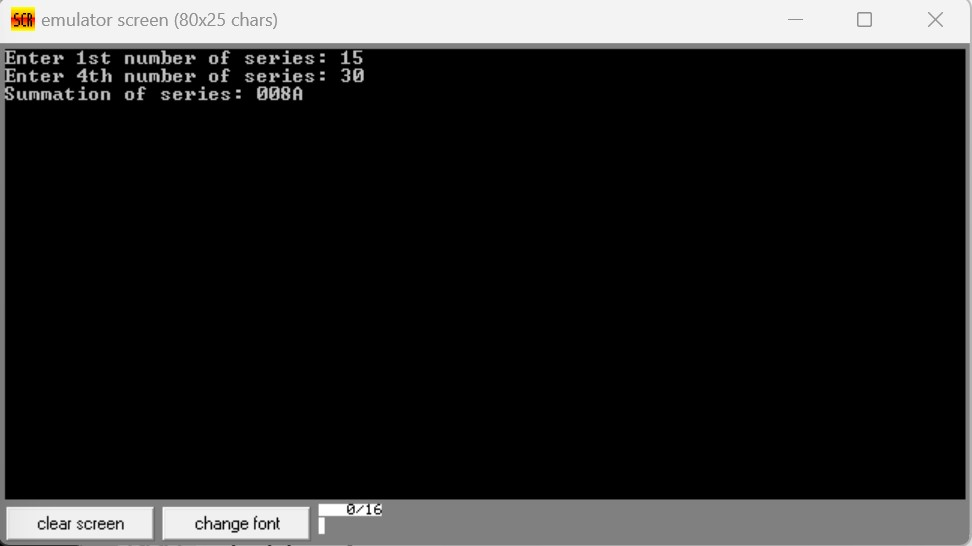 SCR emulator screen (80x25 chars)
Enter 1st number of series: 15
Enter 4th number of series: 30
Summation of series: 008A
clear screen
change font
0/16